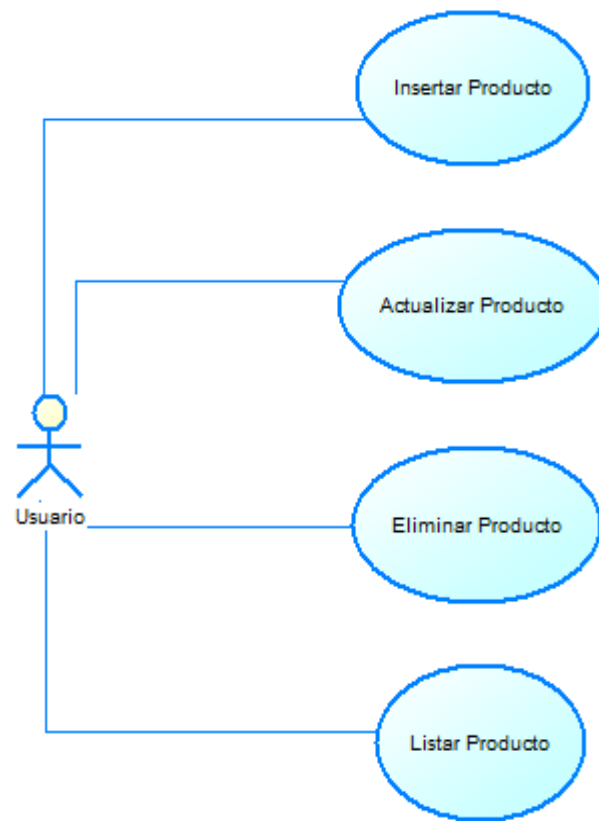 Insertar Producto
Actualizar Producto
Usuario
Eliminar Producto
Listar Producto